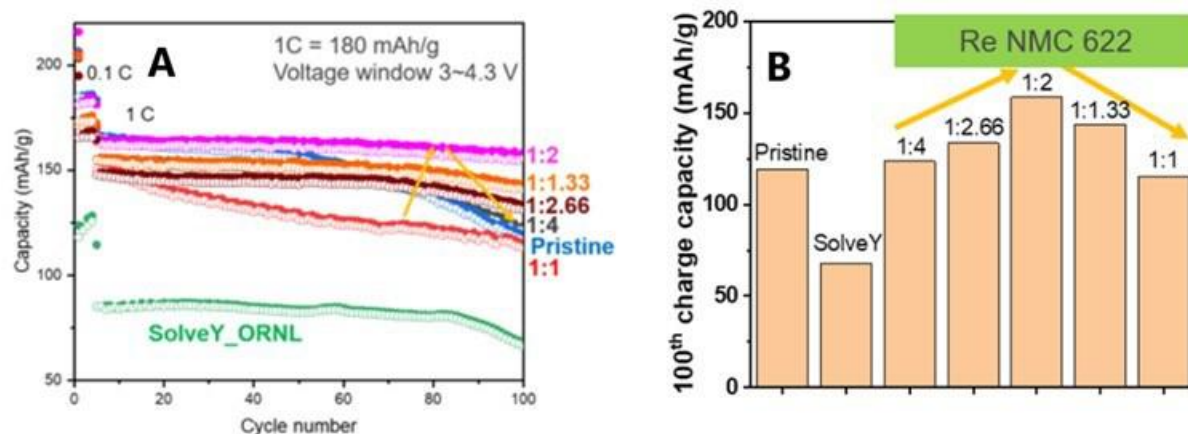 A
1C = 180 mAh/g
Voltage window 3~4.3 V
0.1 C
1 C
200
150
100
50
Capacity (mAh/g)
1:2
1:1.33
1:2.66
1:4
Pristine
1:1
SolveY_ORNL
0 20 40 60 80 100
Cycle number
B
Re NMC 622
200
150
100
50
0
100th charge capacity (mAh/g)
Pristine
SolveY
1:4
1:2.66
1:2
1:1.33
1:1